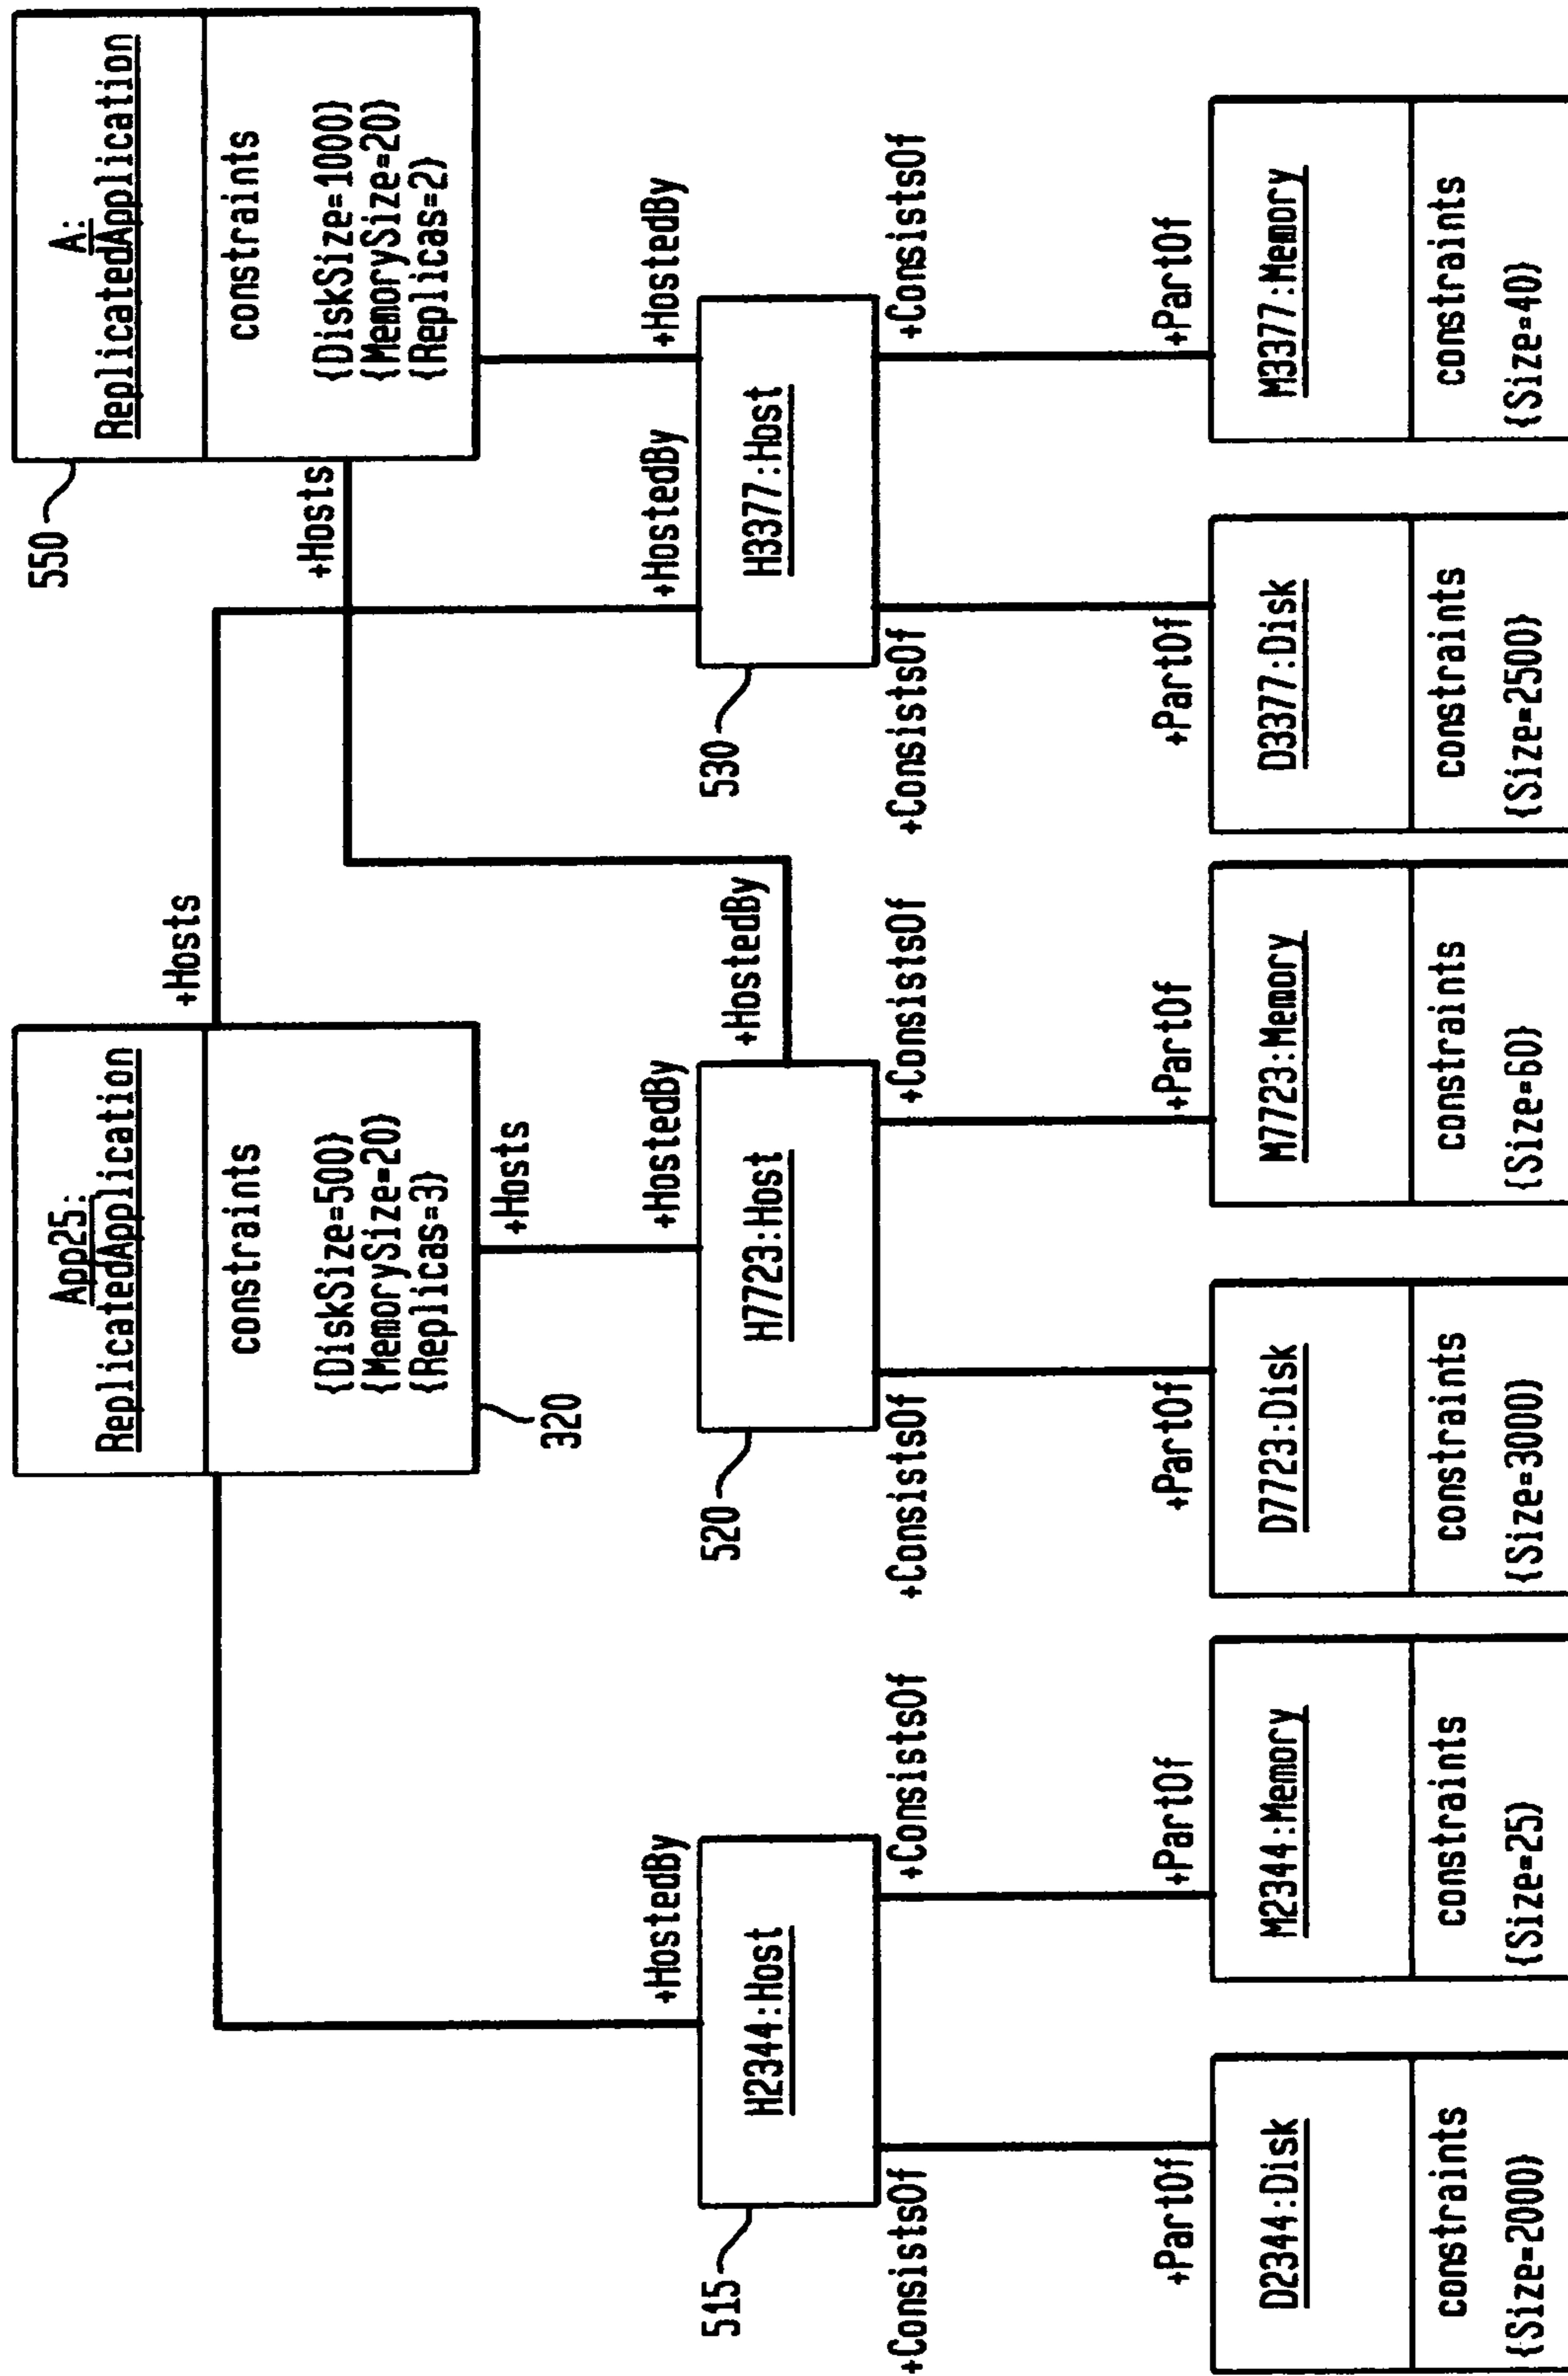 App25:
ReplicatedApplication
constraints
{DiskSize=500}
{MemorySize=20)
{Replicas=3}
320
+Hosts
+Hosts
A:
ReplicatedApplication
constraints
{DiskSize=1000)
{MemorySize=20)
{Replicas=2}
550
+Hosts
+HostedBy
H2344:Host
515
+HostedBy
+HostedBy
H7723:Host
520
+HostedBy
+HostedBy
H3377:Host
530
+ConsistsOf
+ConsistsOf
+ConsistsOf
+ConsistsOf
+ConsistsOf
+ConsistsOf
+PartOf
+PartOf
+PartOf
+PartOf
+PartOf
+PartOf
D2344:Disk
constraints
{Size=2000)
M2344:Memory
constraints
{Size=25)
D7723:Disk
constraints
{Size=3000)
M7723:Memory
constraints
{Size=60)
D3377:Disk
constraints
{Size=2500)
M3377:Memory
constraints
{Size=40)